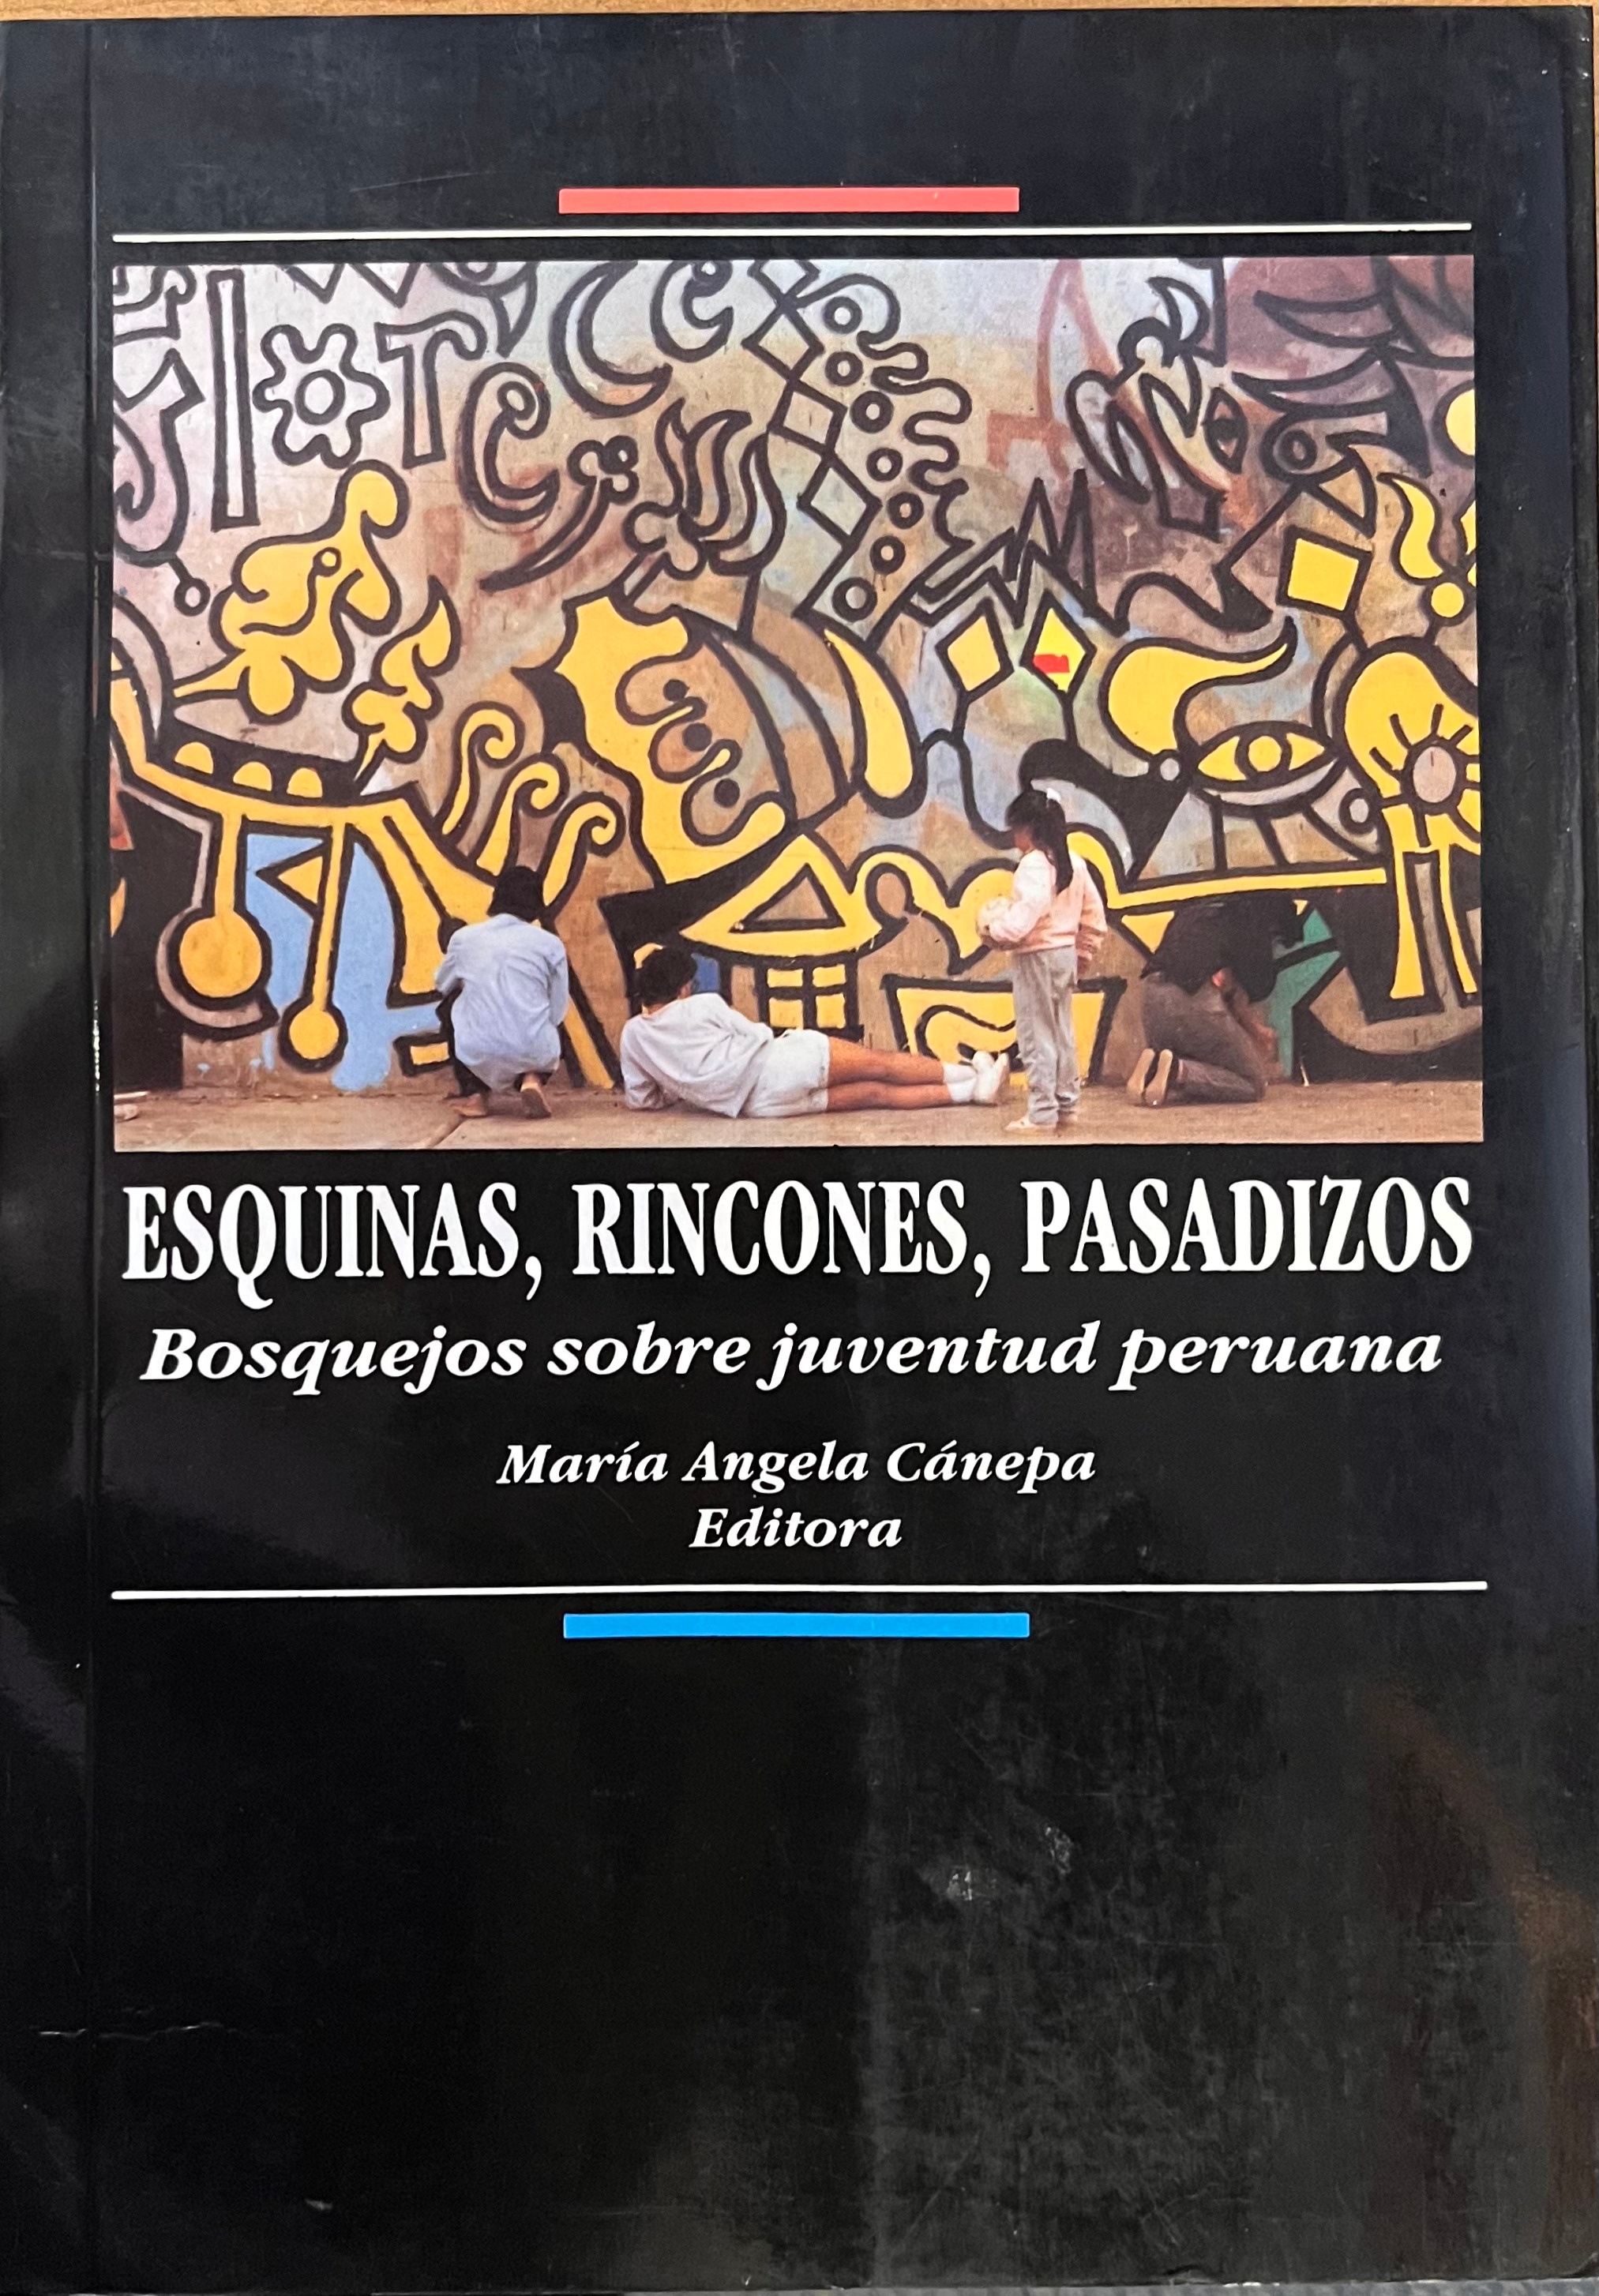 ESQUINAS, RINCONES, PASADIZOS
Bosquejos sobre juventud peruana
María Angela Cánepa
Editora